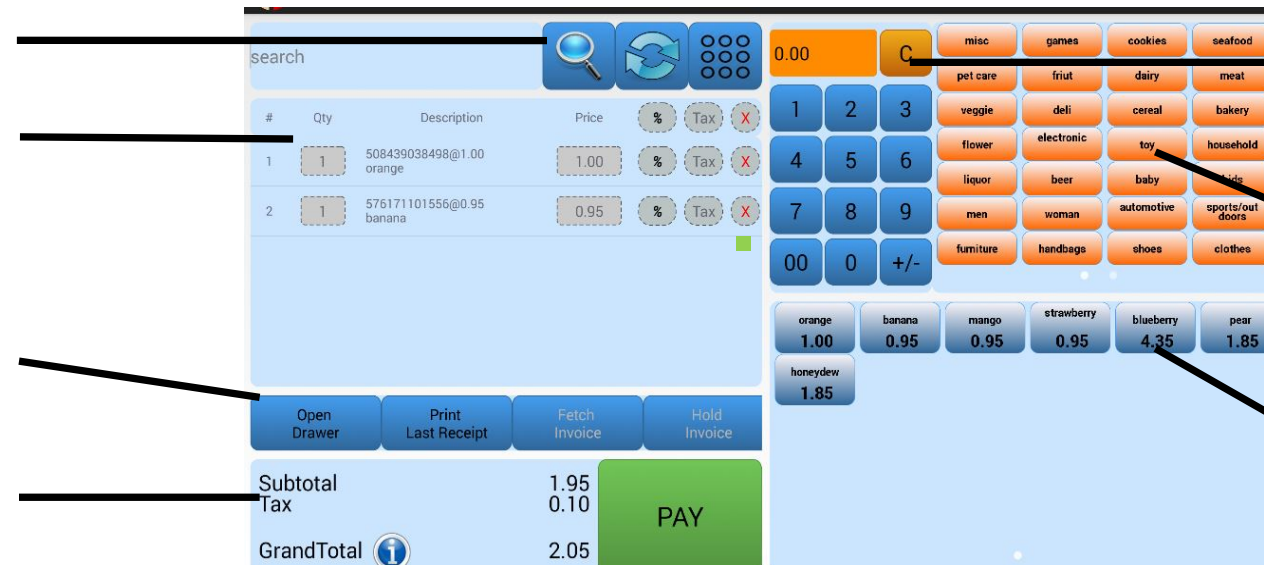 search
0.00
C
# Qty Description Price % Tax X
1 1 508439038498@1.00 1.00 % Tax X
orange
2 1 576171101556@0.95 0.95 % Tax X
banana
1 2 3
4 5 6
7 8 9
00 0 +/-
misc games cookies seafood
pet care friut dairy meat
veggie deli cereal bakery
flower electronic toy household
liquor beer baby
men woman automotive sports/out
doors
furniture handbags shoes clothes
orange banana mango strawberry blueberry pear
1.00 0.95 0.95 0.95 4.35 1.85
honeydew
1.85
Open Print Fetch Hold
Drawer Last Receipt Invoice Invoice
Subtotal 1.95
Tax 0.10
GrandTotal i 2.05
PAY